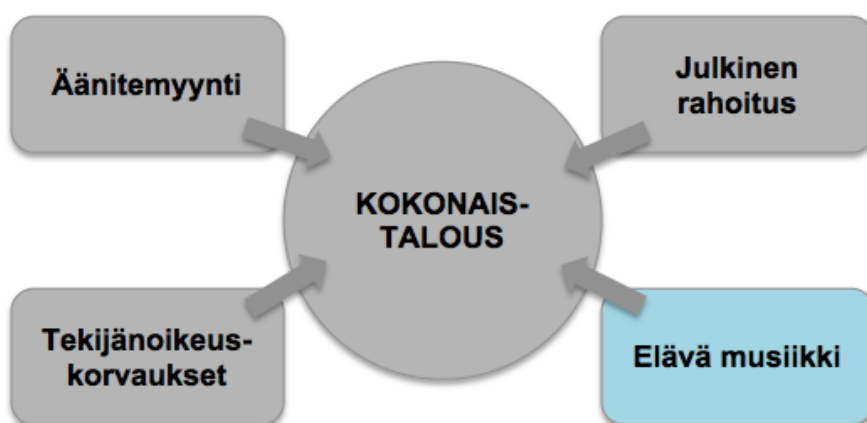 Äänitemyynti
Julkinen
rahoitus
KOKONAIS-
TALOUS
Tekijänoikeus-
korvaukset
Elävä musiikki